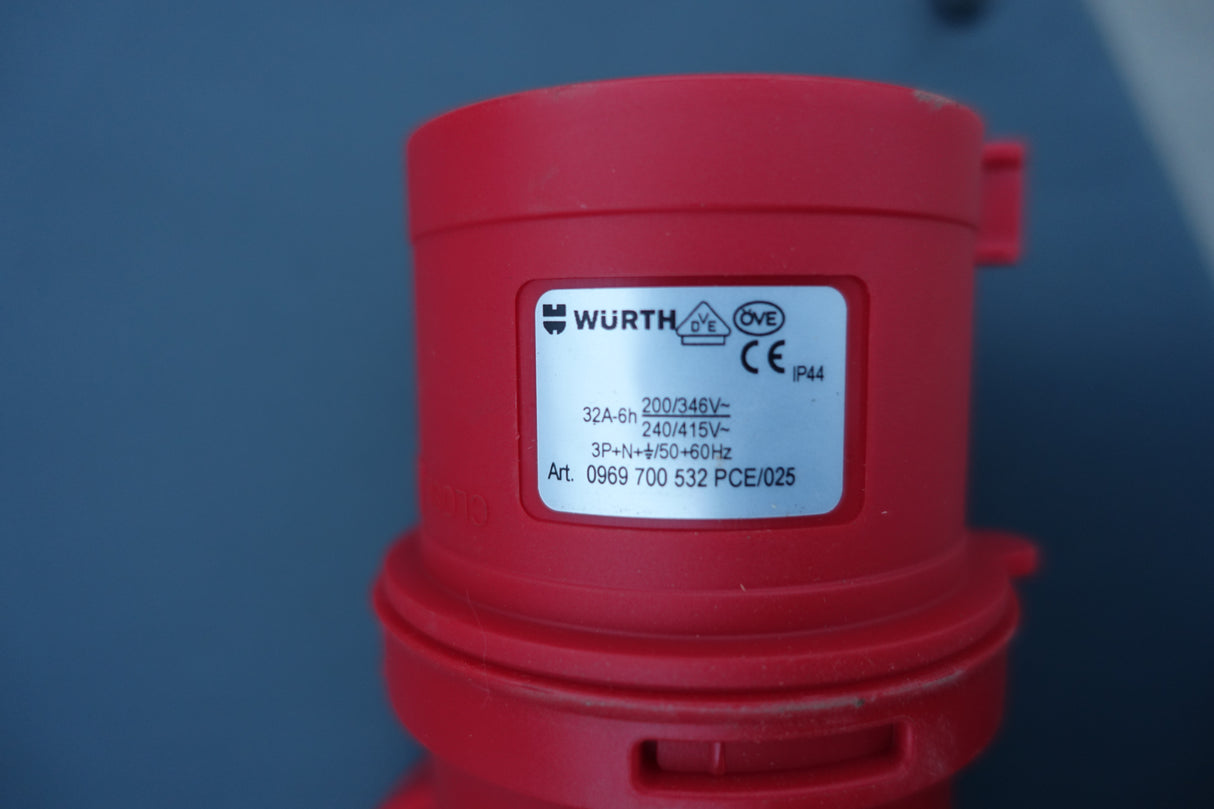 WÜRTH DVE ÖVE
CE IP44
32A-6h 200/346V~
240/415V~
3P+N+⏚/50+60Hz
Art. 0969 700 532 PCE/025